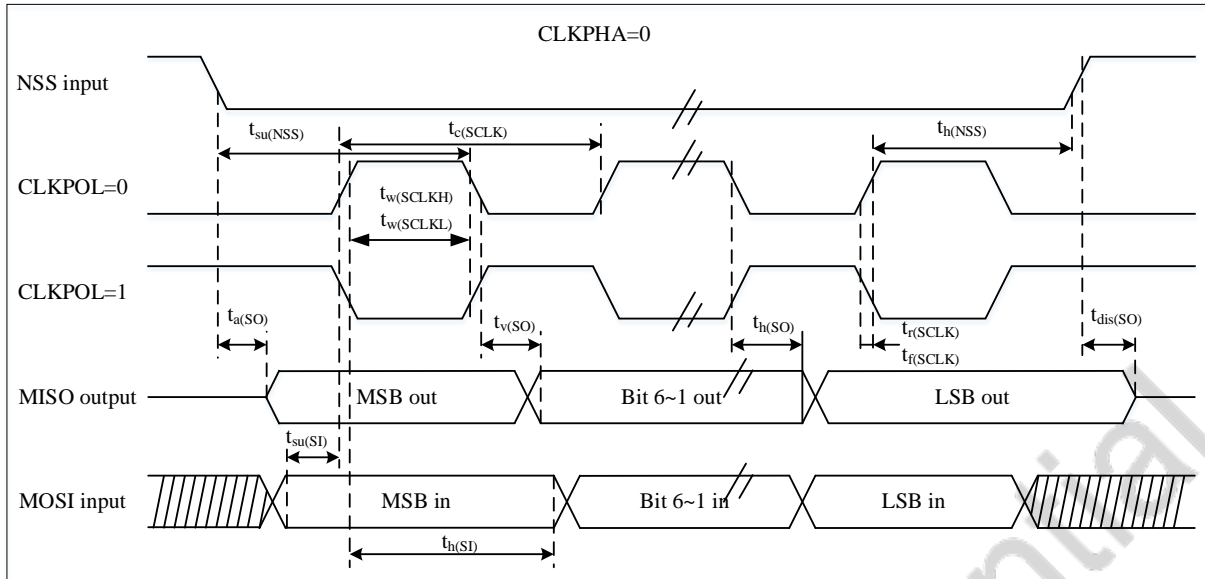 CLKPHA=0
NSS input
tsu(NSS)
tc(SCLK)
th(NSS)
CLKPOL=0
tw(SCLKH)
tw(SCLKL)
CLKPOL=1
ta(SO)
tv(SO)
th(SO)
tr(SCLK)
tf(SCLK)
tdis(SO)
MISO output
MSB out
Bit 6~1 out
LSB out
tsu(SI)
MOSI input
MSB in
Bit 6~1 in
LSB in
th(SI)
ntial